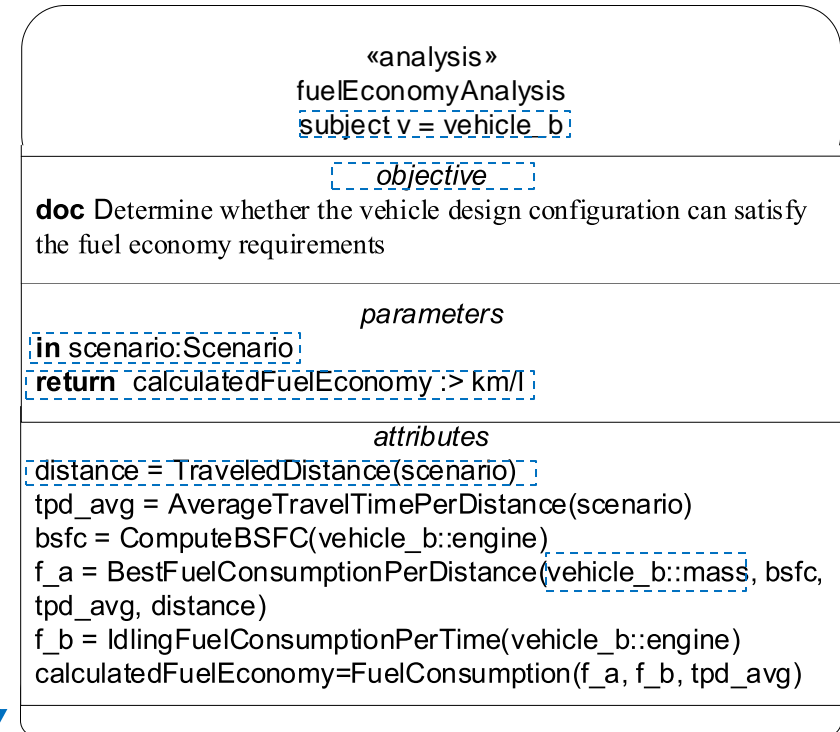 «analysis»
fuelEconomyAnalysis
subject v = vehicle_b
objective
doc Determine whether the vehicle design configuration can satisfy
the fuel economy requirements
parameters
in scenario:Scenario
return calculatedFuelEconomy :> km/l
attributes
distance = TraveledDistance(scenario)
tpd_avg = AverageTravelTimePerDistance(scenario)
bsfc = ComputeBSFC(vehicle_b::engine)
f_a = BestFuelConsumptionPerDistance(vehicle_b::mass, bsfc,
tpd_avg, distance)
f_b = IdlingFuelConsumptionPerTime(vehicle_b::engine)
calculatedFuelEconomy=FuelConsumption(f_a, f_b, tpd_avg)